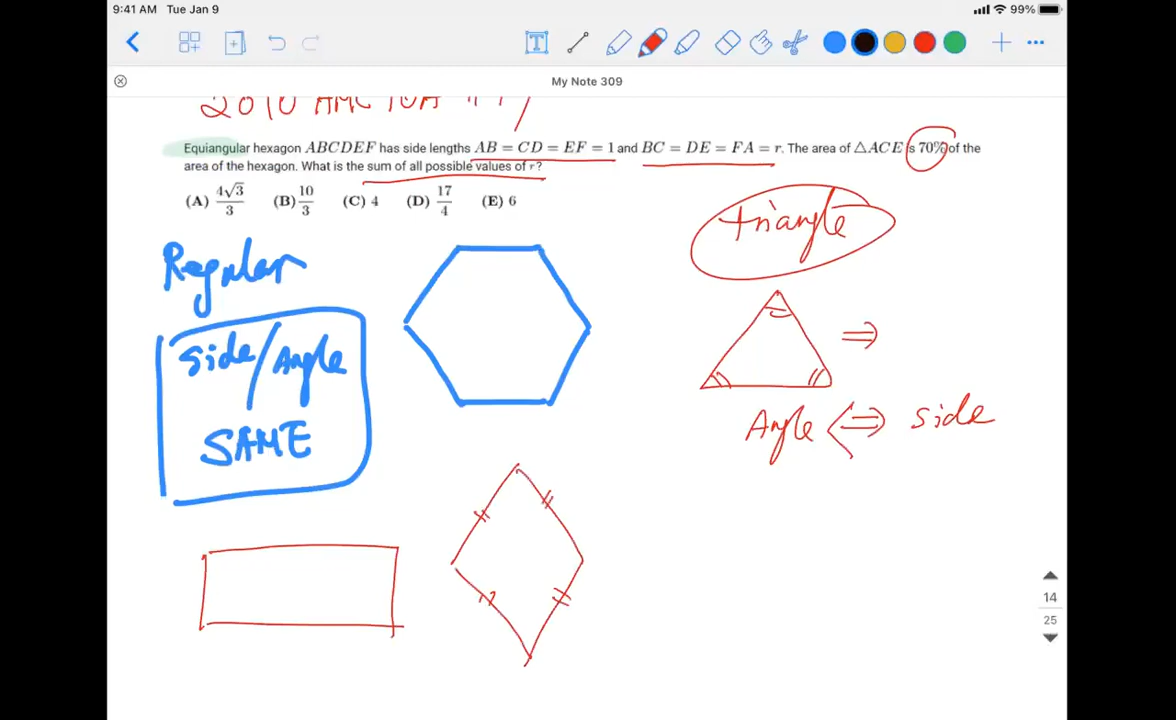 9:41 AM Tue Jan 9
99%
T
My Note 309
2010 AMC 10A
Equiangular hexagon ABCDEF has side lengths AB = CD = EF = 1 and BC = DE = FA = r. The area of △ACE is 70% of the
area of the hexagon. What is the sum of all possible values of r?
(A) 4√3/3 (B) 10/3 (C) 4 (D) 17/4 (E) 6
triangle
Regular
Side/Angle
SAME
⇒
Angle ⇔ side
14
25